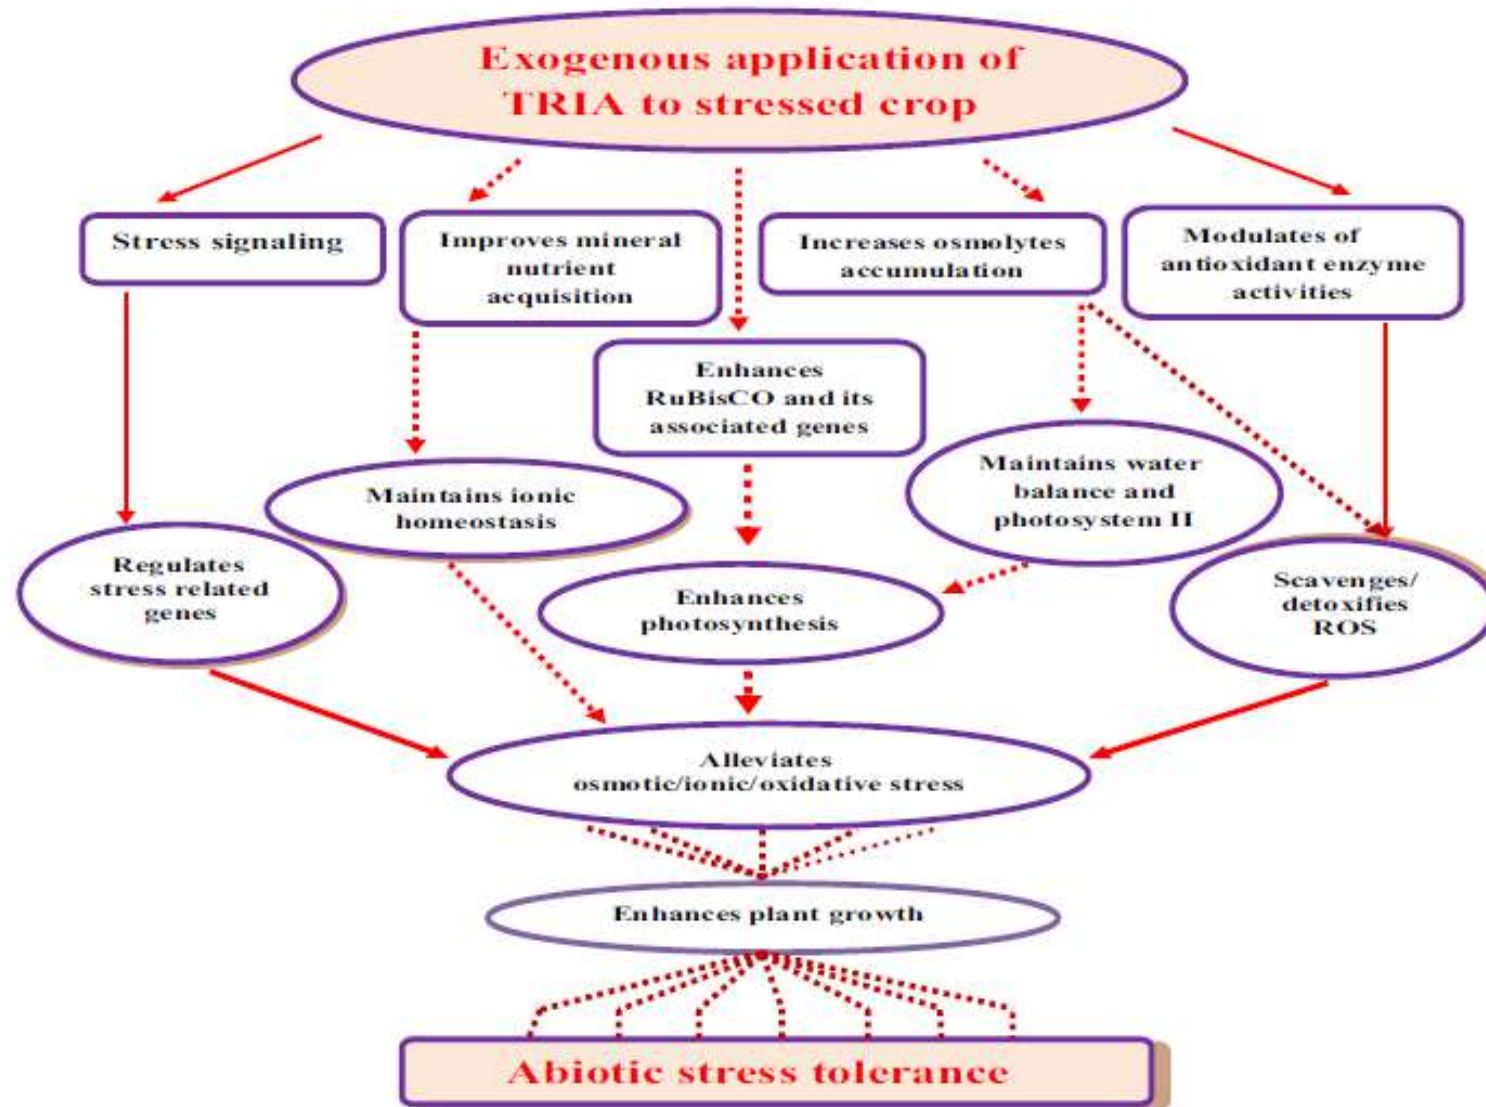 Exogenous application of
TRIA to stressed crop
Stress signaling
Improves mineral
nutrient
acquisition
Increases osmolytes
accumulation
Modulates of
antioxidant enzyme
activities
Enhances
RuBisCO and its
associated genes
Maintains ionic
homeostasis
Maintains water
balance and
photosystem II
Regulates
stress related
genes
Enhances
photosynthesis
Scavenges/
detoxifies
ROS
Alleviates
osmotic/ionic/oxidative stress
Enhances plant growth
Abiotic stress tolerance